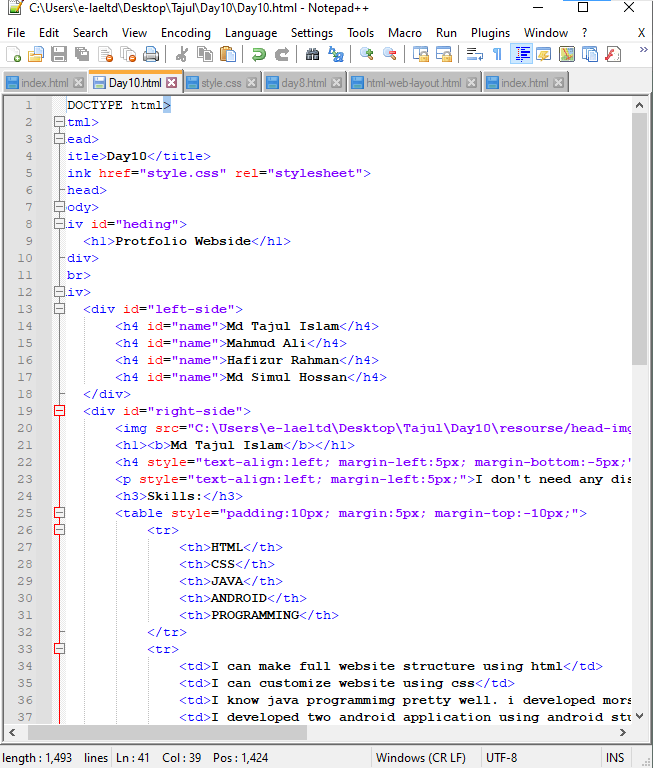 C:\Users\e-laeltd\Desktop\Tajul\Day10\Day10.html - Notepad++
File Edit Search View Encoding Language Settings Tools Macro Run Plugins Window ? X
index.html Day10.html style.css day8.html html-web-layout.html index.html
1 DOCTYPE html>
2 tml>
3 ead>
4 itle>Day10</title>
5 ink href="style.css" rel="stylesheet">
6 head>
7 ody>
8 iv id="heding">
9 <h1>Protfolio Webside</h1>
10 div>
11 br>
12 iv>
13 <div id="left-side">
14 <h4 id="name">Md Tajul Islam</h4>
15 <h4 id="name">Mahmud Ali</h4>
16 <h4 id="name">Hafizur Rahman</h4>
17 <h4 id="name">Md Simul Hossan</h4>
18 </div>
19 <div id="right-side">
20 <img src="C:\Users\e-laeltd\Desktop\Tajul\Day10\resourse/head-img
21 <h1><b>Md Tajul Islam</b></h1>
22 <h4 style="text-align:left; margin-left:5px; margin-bottom:-5px;"
23 <p style="text-align:left; margin-left:5px;">I don't need any dis
24 <h3>Skills:</h3>
25 <table style="padding:10px; margin:5px; margin-top:-10px;">
26 <tr>
27 <th>HTML</th>
28 <th>CSS</th>
29 <th>JAVA</th>
30 <th>ANDROID</th>
31 <th>PROGRAMMING</th>
32 </tr>
33 <tr>
34 <td>I can make full website structure using html</td>
35 <td>I can customize website using css</td>
36 <td>I know java programmimg pretty well. i developed mors
37 <td>I developed two android application using android stu
length : 1,493 lines Ln : 41 Col : 39 Pos : 1,424 Windows (CR LF) UTF-8 INS